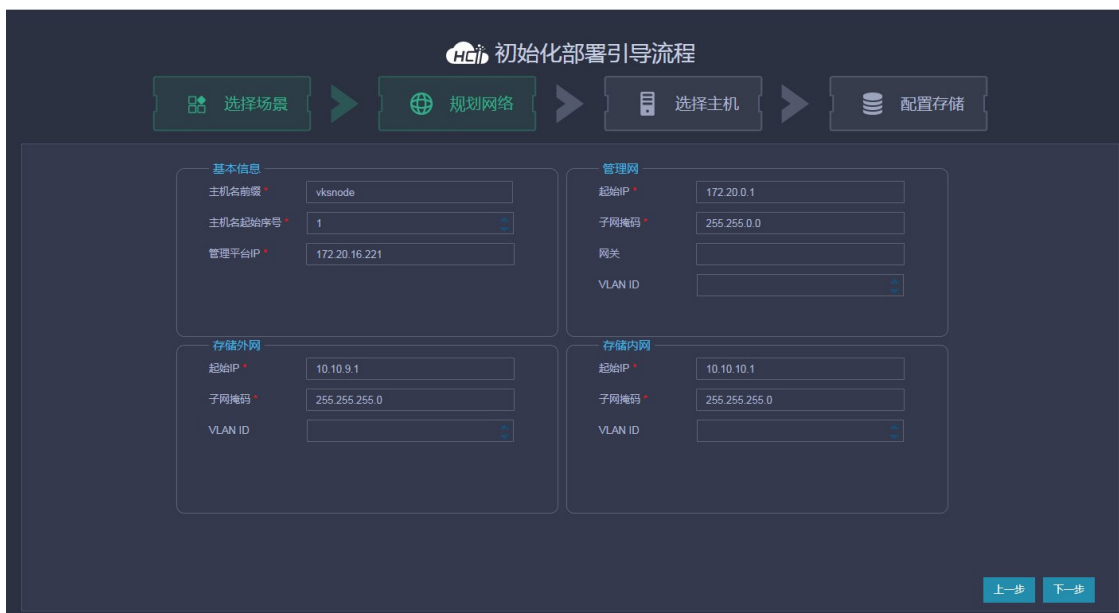 HCI 初始化部署引导流程
选择场景
规划网络
选择主机
配置存储
基本信息
主机名前缀* vksnode
主机名起始序号* 1
管理平台IP* 172.20.16.221
管理网
起始IP* 172.20.0.1
子网掩码* 255.255.0.0
网关
VLAN ID
存储外网
起始IP* 10.10.9.1
子网掩码* 255.255.255.0
VLAN ID
存储内网
起始IP* 10.10.10.1
子网掩码* 255.255.255.0
VLAN ID
上一步 下一步